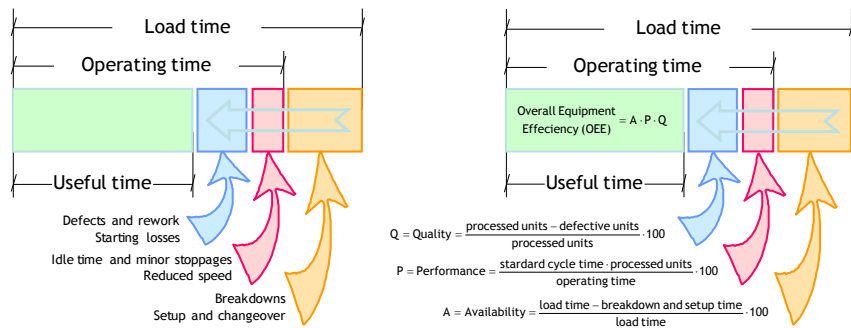 Load time
Operating time
Useful time
Defects and rework
Starting losses
Idle time and minor stoppages
Reduced speed
Breakdowns
Setup and changeover
Load time
Operating time
Overall Equipment
Effeciency (OEE) = A · P · Q
Useful time
Q = Quality = processed units − defective units / processed units · 100
P = Performance = standard cycle time · processed units / operating time · 100
A = Availability = load time − breakdown and setup time / load time · 100